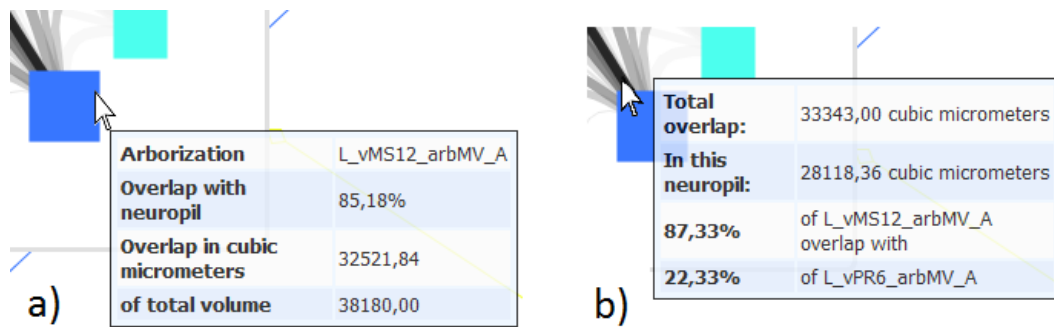 Arborization L_vMS12_arbMV_A
Overlap with
neuropil 85,18%
Overlap in cubic
micrometers 32521,84
of total volume 38180,00
a)
Total
overlap: 33343,00 cubic micrometers
In this
neuropil: 28118,36 cubic micrometers
87,33% of L_vMS12_arbMV_A
overlap with
22,33% of L_vPR6_arbMV_A
b)